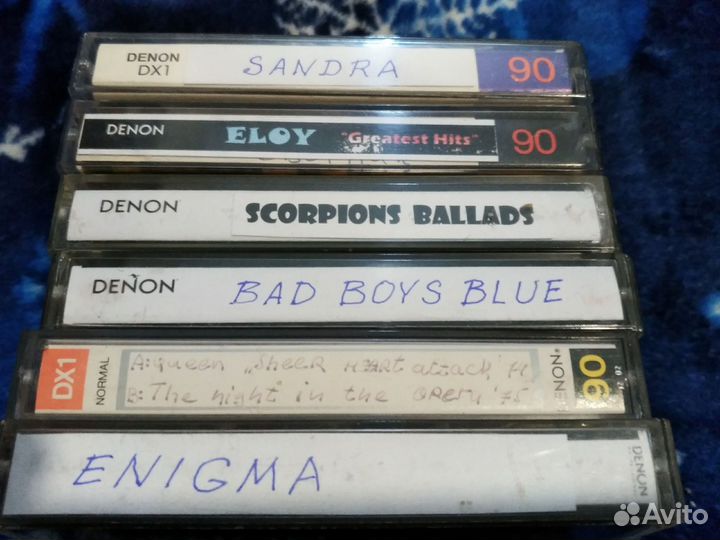 DENON
DX1
SANDRA
90
DENON
ELOY
"Greatest Hits"
90
DENON
SCORPIONS BALLADS
DENON
BAD BOYS BLUE
DX1
NORMAL
A: Queen „Sheer Heart attack"
B: „The night" in the opera '75
DENON
90
ENIGMA
DENON
Avito